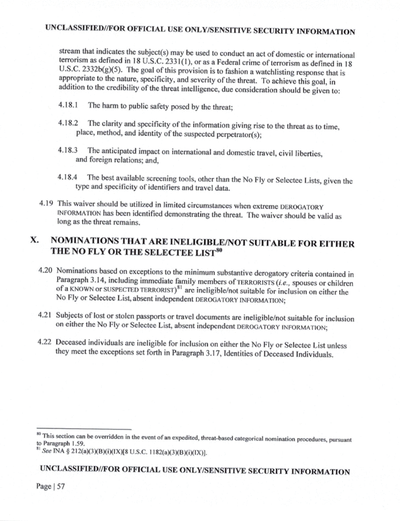 UNCLASSIFIED//FOR OFFICIAL USE ONLY/SENSITIVE SECURITY INFORMATION
stream that indicates the subject(s) may be used to conduct an act of domestic or international
terrorism as defined in 18 U.S.C. 2331(1), or as a Federal crime of terrorism as defined in 18
U.S.C. 2332b(g)(5). The goal of this provision is to fashion a watchlisting response that is
appropriate to the nature, specificity, and severity of the threat. To achieve this goal, in
addition to the credibility of the threat intelligence, due consideration should be given to:
4.18.1 The harm to public safety posed by the threat;
4.18.2 The clarity and specificity of the information giving rise to the threat as to time,
place, method, and identity of the suspected perpetrator(s);
4.18.3 The anticipated impact on international and domestic travel, civil liberties,
and foreign relations; and,
4.18.4 The best available screening tools, other than the No Fly or Selectee Lists, given the
type and specificity of identifiers and travel data.
4.19 This waiver should be utilized in limited circumstances when extreme DEROGATORY
INFORMATION has been identified demonstrating the threat. The waiver should be valid as
long as the threat remains.
X. NOMINATIONS THAT ARE INELIGIBLE/NOT SUITABLE FOR EITHER
THE NO FLY OR THE SELECTEE LIST80
4.20 Nominations based on exceptions to the minimum substantive derogatory criteria contained in
Paragraph 3.14, including immediate family members of TERRORISTS (i.e., spouses or children
of a KNOWN or SUSPECTED TERRORIST)81 are ineligible/not suitable for inclusion on either the
No Fly or Selectee List, absent independent DEROGATORY INFORMATION;
4.21 Subjects of lost or stolen passports or travel documents are ineligible/not suitable for inclusion
on either the No Fly or Selectee List, absent independent DEROGATORY INFORMATION;
4.22 Deceased individuals are ineligible for inclusion on either the No Fly or Selectee List unless
they meet the exceptions set forth in Paragraph 3.17, Identities of Deceased Individuals.
80 This section can be overridden in the event of an expedited, threat-based categorical nomination procedures, pursuant
to Paragraph 1.59.
81 See INA § 212(a)(3)(B)(i)(IX)[8 U.S.C. 1182(a)(3)(B)(i)(IX)].
UNCLASSIFIED//FOR OFFICIAL USE ONLY/SENSITIVE SECURITY INFORMATION
Page | 57